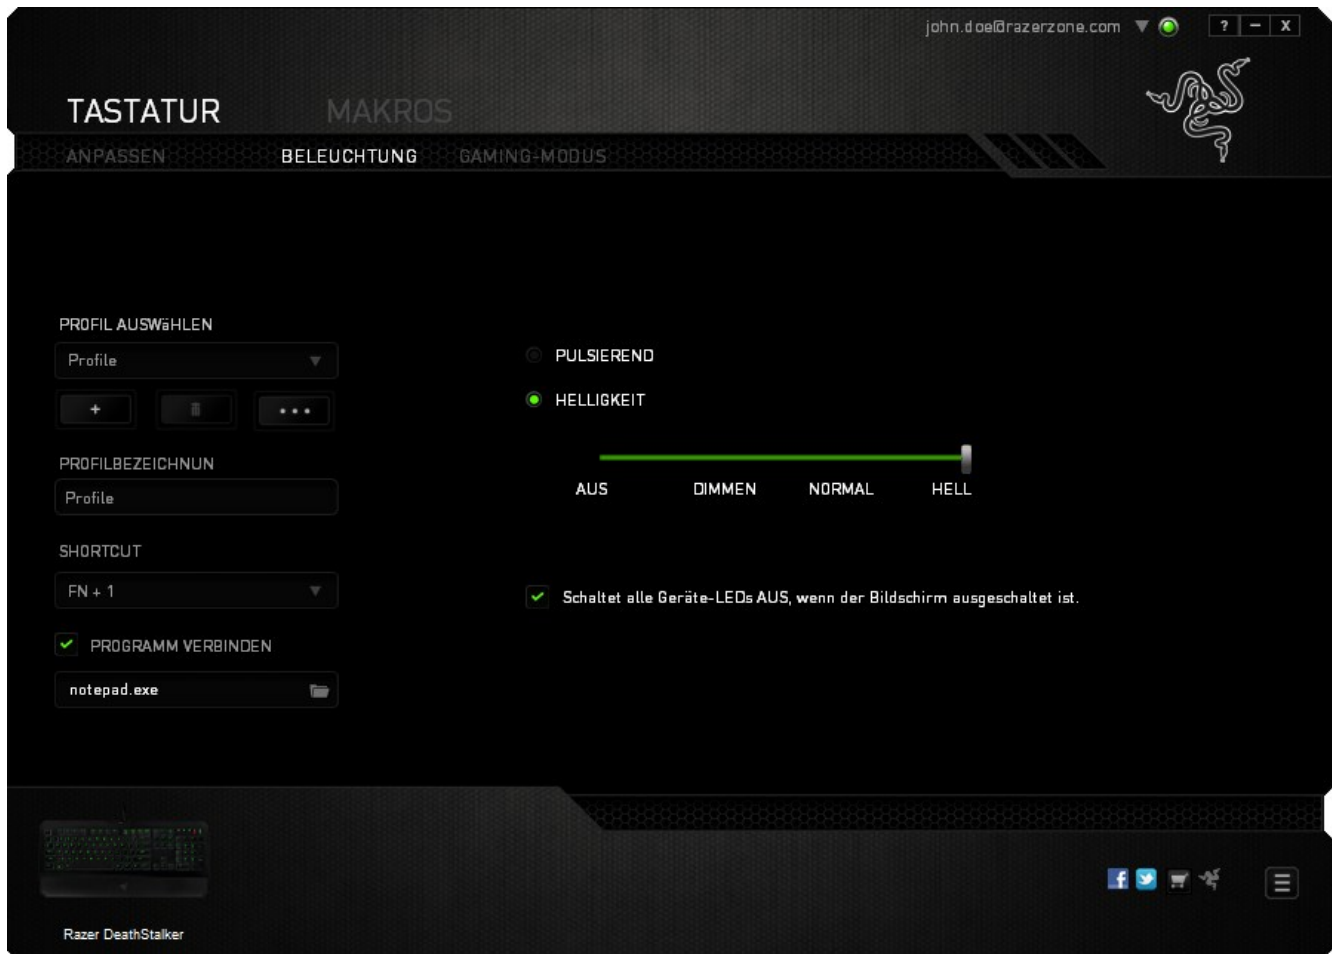 john.doe@razerzone.com
? – X
TASTATUR MAKROS
ANPASSEN BELEUCHTUNG GAMING-MODUS
PROFIL AUSWäHLEN
Profile
+ •••
PROFILBEZEICHNUN
Profile
SHORTCUT
FN + 1
PROGRAMM VERBINDEN
notepad.exe
PULSIEREND
HELLIGKEIT
AUS DIMMEN NORMAL HELL
Schaltet alle Geräte-LEDs AUS, wenn der Bildschirm ausgeschaltet ist.
Razer DeathStalker